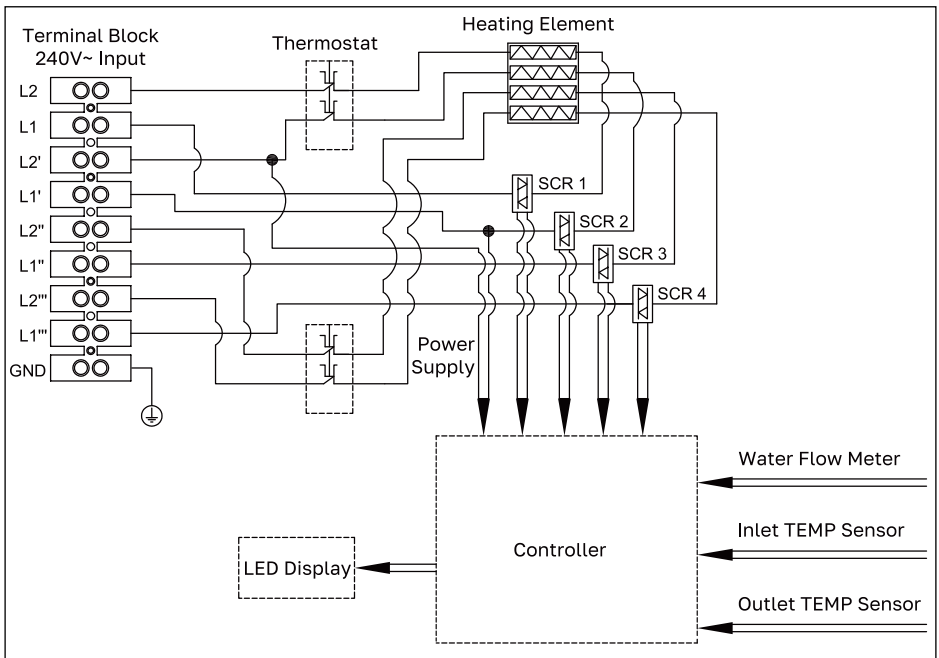 Terminal Block
240V~ Input
Thermostat
Heating Element
L2
L1
L2'
L1'
L2"
L1"
L2'''
L1'''
GND
SCR 1
SCR 2
SCR 3
SCR 4
Power
Supply
Water Flow Meter
Inlet TEMP Sensor
Outlet TEMP Sensor
Controller
LED Display